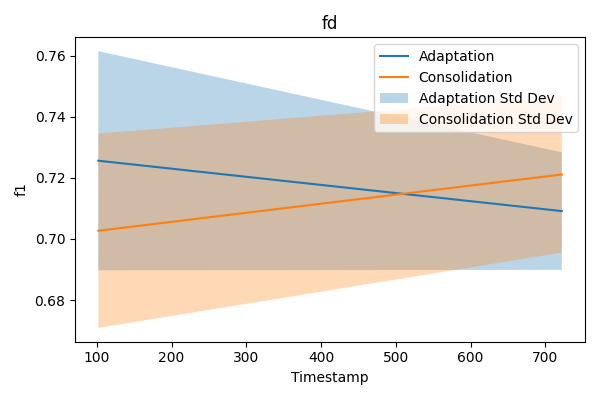 fd
0.76
0.74
0.72
0.70
0.68
f1
Adaptation
Consolidation
Adaptation Std Dev
Consolidation Std Dev
100 200 300 400 500 600 700
Timestamp